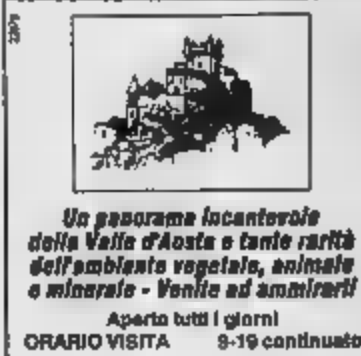 Un panorama incantevole
della Valle d'Aosta e tante rarità
dell'ambiente vegetale, animale
e minerale - Venite ad ammirarli
Aperto tutti i giorni
ORARIO VISITA 9-19 continuato